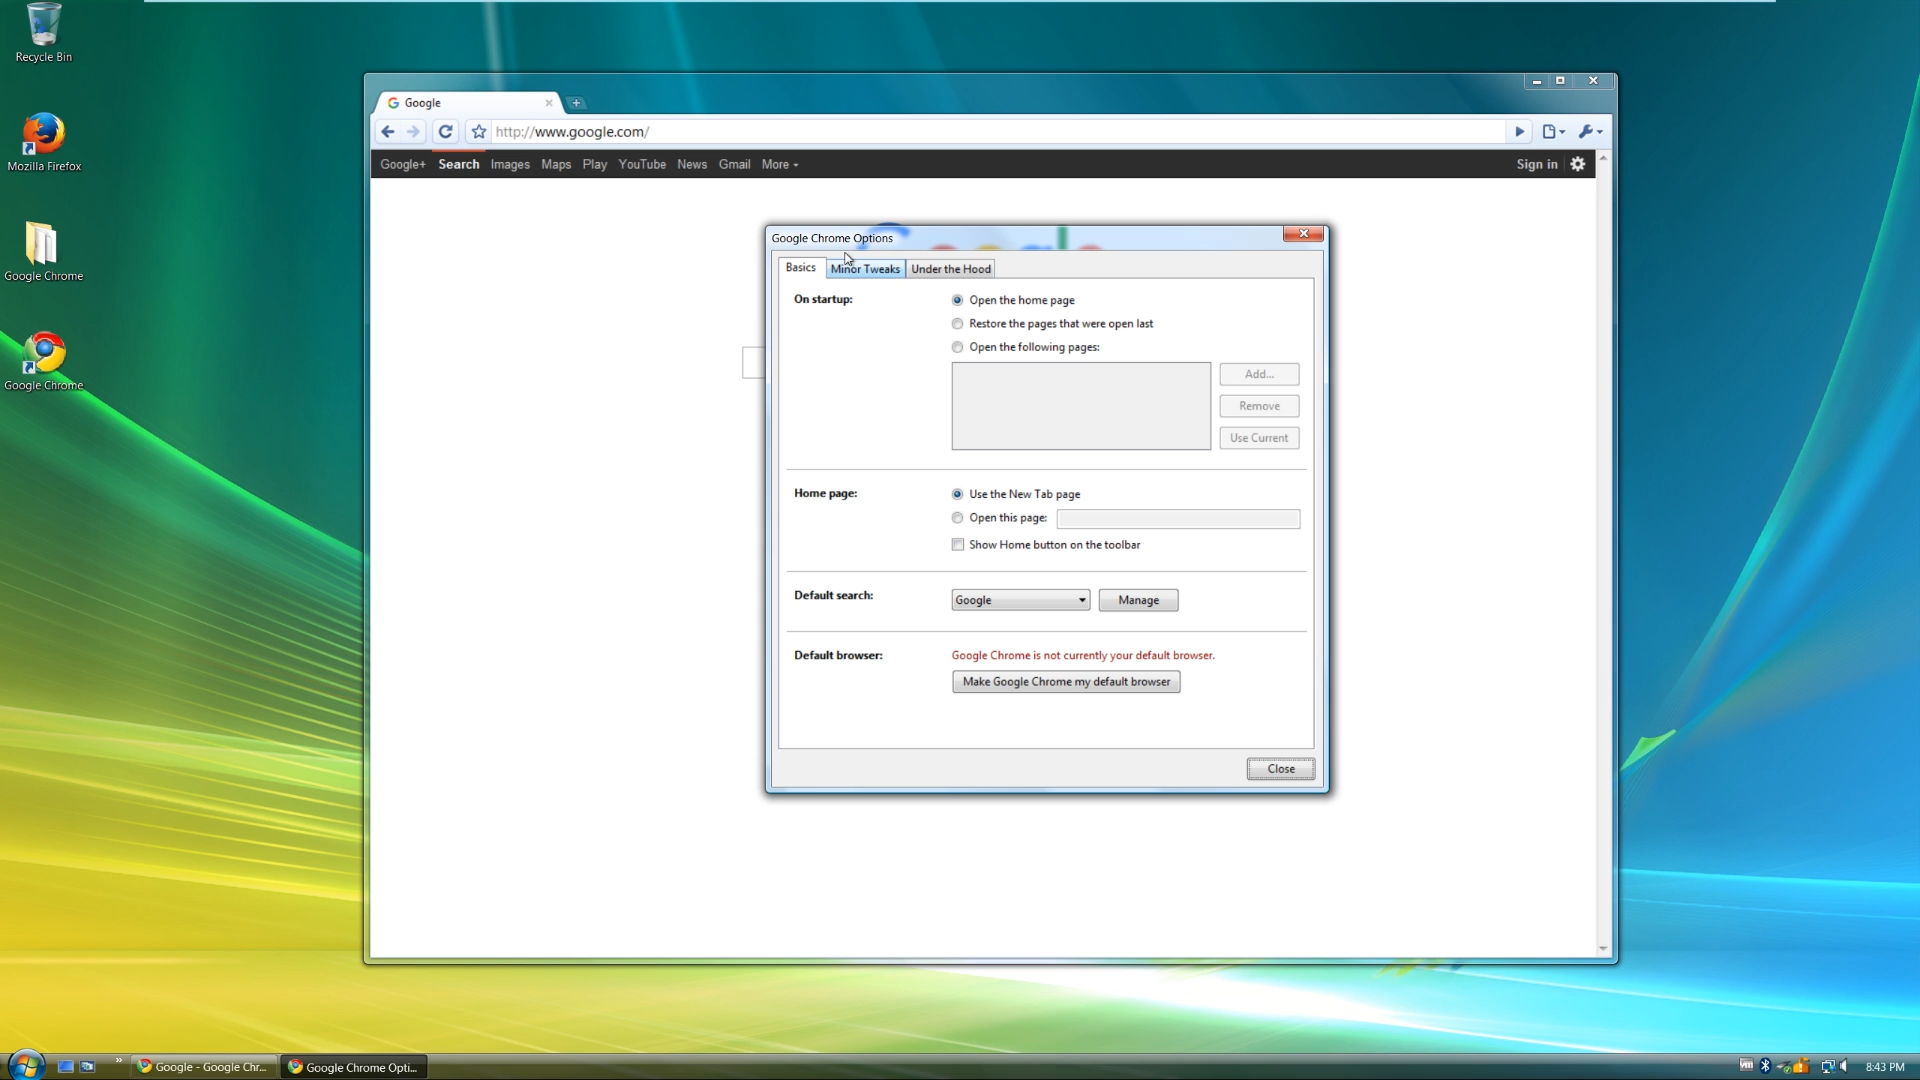 Recycle Bin
Mozilla Firefox
Google Chrome
Google Chrome
Google
http://www.google.com/
Google+ Search Images Maps Play YouTube News Gmail More Sign in
Google Chrome Options
Basics Minor Tweaks Under the Hood
On startup: Open the home page
Restore the pages that were open last
Open the following pages:
Add...
Remove
Use Current
Home page: Use the New Tab page
Open this page:
Show Home button on the toolbar
Default search: Google Manage
Default browser: Google Chrome is not currently your default browser.
Make Google Chrome my default browser
Close
Google - Google Chr... Google Chrome Opti... 8:43 PM